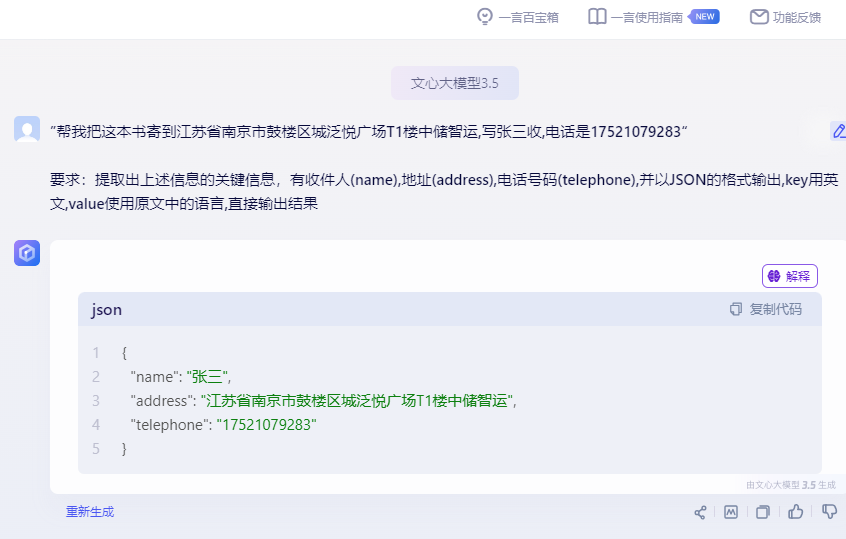 一言百宝箱 一言使用指南 NEW 功能反馈
文心大模型3.5
”帮我把这本书寄到江苏省南京市鼓楼区城泛悦广场T1楼中储智运,写张三收,电话是17521079283“
要求：提取出上述信息的关键信息，有收件人(name),地址(address),电话号码(telephone),并以JSON的格式输出,key用英
文,value使用原文中的语言,直接输出结果
解释
json 复制代码
1 {
2 "name": "张三",
3 "address": "江苏省南京市鼓楼区城泛悦广场T1楼中储智运",
4 "telephone": "17521079283"
5 }
由文心大模型 3.5 生成
重新生成